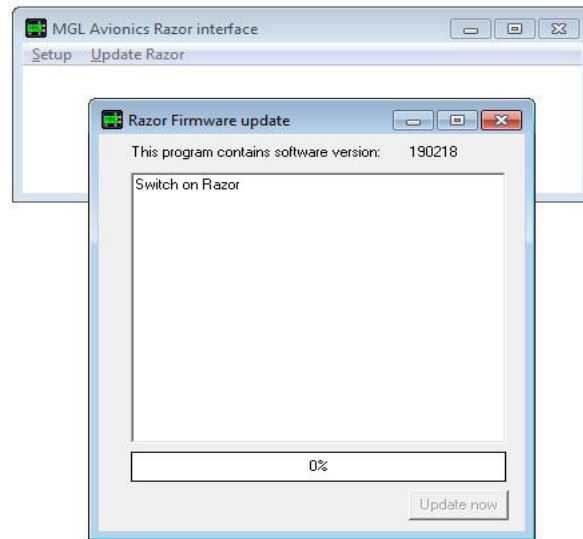 MGL Avionics Razor interface
Setup Update Razor
Razor Firmware update
This program contains software version: 190218
Switch on Razor
0%
Update now